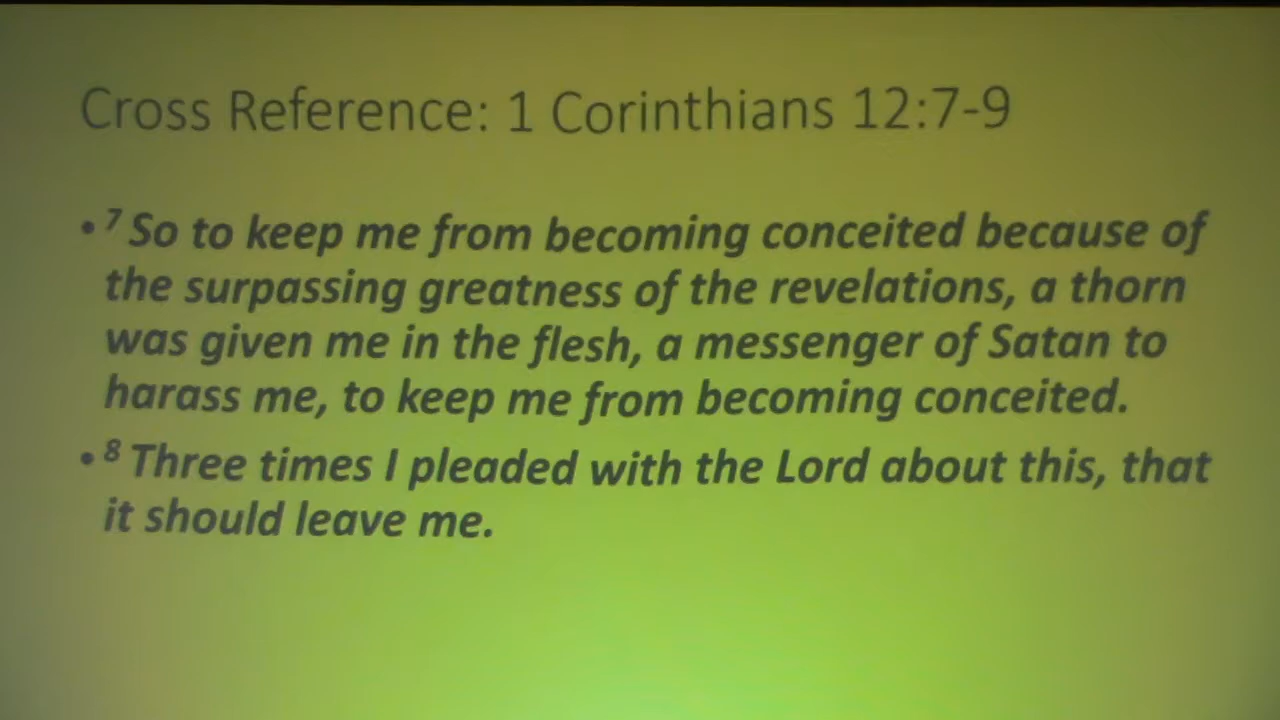 Cross Reference: 1 Corinthians 12:7-9
• 7 So to keep me from becoming conceited because of
the surpassing greatness of the revelations, a thorn
was given me in the flesh, a messenger of Satan to
harass me, to keep me from becoming conceited.
• 8 Three times I pleaded with the Lord about this, that
it should leave me.